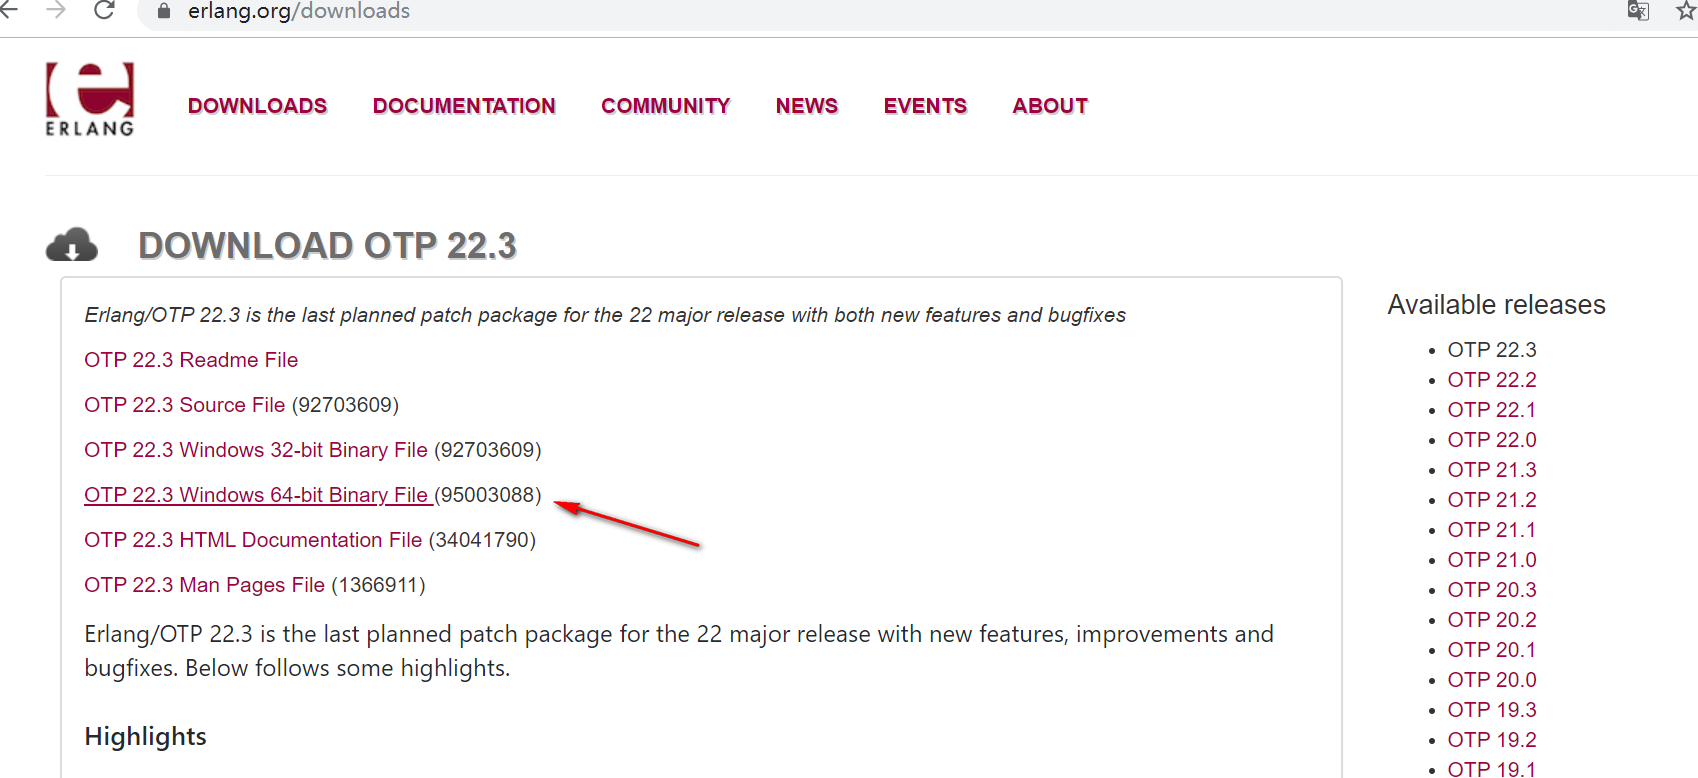 erlang.org/downloads
ERLANG
DOWNLOADS DOCUMENTATION COMMUNITY NEWS EVENTS ABOUT
DOWNLOAD OTP 22.3
Erlang/OTP 22.3 is the last planned patch package for the 22 major release with both new features and bugfixes
OTP 22.3 Readme File
OTP 22.3 Source File (92703609)
OTP 22.3 Windows 32-bit Binary File (92703609)
OTP 22.3 Windows 64-bit Binary File (95003088)
OTP 22.3 HTML Documentation File (34041790)
OTP 22.3 Man Pages File (1366911)
Erlang/OTP 22.3 is the last planned patch package for the 22 major release with new features, improvements and
bugfixes. Below follows some highlights.
Highlights
Available releases
OTP 22.3
OTP 22.2
OTP 22.1
OTP 22.0
OTP 21.3
OTP 21.2
OTP 21.1
OTP 21.0
OTP 20.3
OTP 20.2
OTP 20.1
OTP 20.0
OTP 19.3
OTP 19.2
OTP 19.1